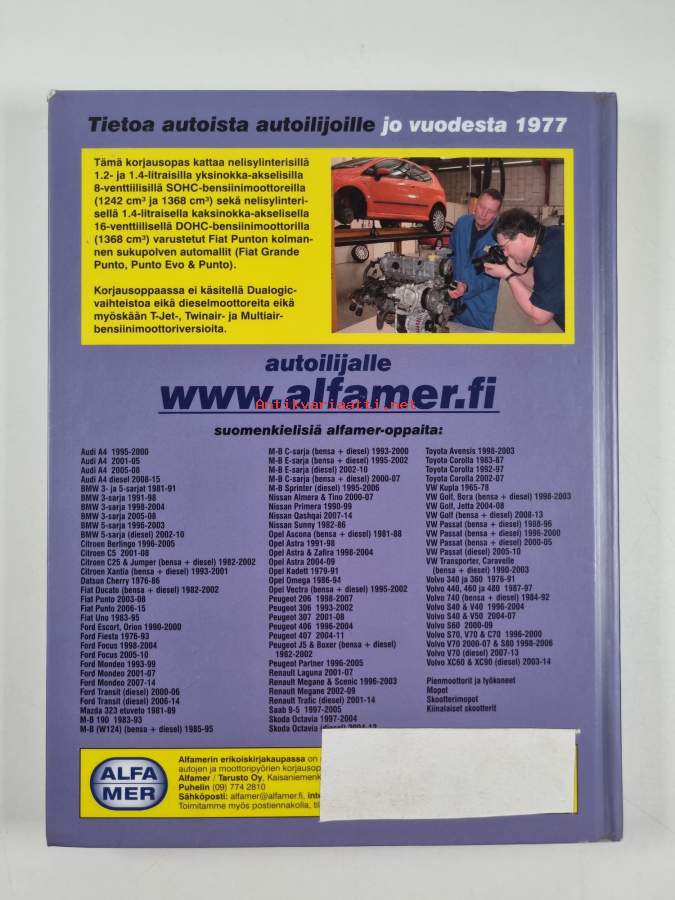 Tietoa autoista autoilijoille jo vuodesta 1977
Tämä korjausopas kattaa nelisylinterisillä
1.2- ja 1.4-litraisilla yksinokka-akselisilla
8-venttiilisillä SOHC-bensiinimoottoreilla
(1242 cm³ ja 1368 cm³) sekä nelisylinteri-
sellä 1.4-litraisella kaksinokka-akselisella
16-venttiilisellä DOHC-bensiinimoottorilla
(1368 cm³) varustetut Fiat Punton kolman-
nen sukupolven automallit (Fiat Grande
Punto, Punto Evo & Punto).
Korjausoppaassa ei käsitellä Dualogic-
vaihteistoa eikä dieselmoottoreita eikä
myöskään T-Jet-, Twinair- ja Multiair-
bensiinimoottoriversioita.
autoilijalle
www.alfamer.fi
Antikvariaatti.net
suomenkielisiä alfamer-oppaita:
Audi A4 1995-2000
Audi A4 2001-05
Audi A4 2005-08
Audi A4 diesel 2008-15
BMW 3- ja 5-sarjat 1981-91
BMW 3-sarja 1991-98
BMW 3-sarja 1998-2004
BMW 3-sarja 2005-08
BMW 5-sarja 1996-2003
BMW 5-sarja (diesel) 2002-10
Citroen Berlingo 1996-2005
Citroen C5 2001-08
Citroen C25 & Jumper (bensa + diesel) 1982-2002
Citroen Xantia (bensa + diesel) 1993-2001
Datsun Cherry 1976-86
Fiat Ducato (bensa + diesel) 1982-2002
Fiat Punto 2003-08
Fiat Punto 2006-15
Fiat Uno 1983-95
Ford Escort, Orion 1990-2000
Ford Fiesta 1976-93
Ford Focus 1998-2004
Ford Focus 2005-10
Ford Mondeo 1993-99
Ford Mondeo 2001-07
Ford Mondeo 2007-14
Ford Transit (diesel) 2000-06
Ford Transit (diesel) 2006-14
Mazda 323 etuveto 1981-89
M-B 190 1983-93
M-B (W124) (bensa + diesel) 1985-95
M-B C-sarja (bensa + diesel) 1993-2000
M-B E-sarja (bensa + diesel) 1995-2002
M-B E-sarja (diesel) 2002-10
M-B C-sarja (bensa + diesel) 2000-07
M-B Sprinter (diesel) 1995-2006
Nissan Almera & Tino 2000-07
Nissan Primera 1990-99
Nissan Qashqai 2007-14
Nissan Sunny 1982-86
Opel Ascona (bensa + diesel) 1981-88
Opel Astra 1991-98
Opel Astra & Zafira 1998-2004
Opel Astra 2004-09
Opel Kadett 1979-91
Opel Omega 1986-94
Opel Vectra (bensa + diesel) 1995-2002
Peugeot 206 1998-2007
Peugeot 306 1993-2002
Peugeot 307 2001-08
Peugeot 406 1996-2004
Peugeot 407 2004-11
Peugeot J5 & Boxer (bensa + diesel)
1982-2002
Peugeot Partner 1996-2005
Renault Laguna 2001-07
Renault Megane & Scenic 1996-2003
Renault Megane 2002-09
Renault Trafic (diesel) 2001-14
Saab 9-5 1997-2005
Skoda Octavia 1997-2004
Skoda Octavia (diesel) 2004-12
Toyota Avensis 1998-2003
Toyota Corolla 1983-87
Toyota Corolla 1992-97
Toyota Corolla 2002-07
VW Kupla 1965-78
VW Golf, Bora (bensa + diesel) 1998-2003
VW Golf, Jetta 2004-08
VW Golf (bensa + diesel) 2008-13
VW Passat (bensa + diesel) 1988-96
VW Passat (bensa + diesel) 1996-2000
VW Passat (bensa + diesel) 2000-05
VW Passat (diesel) 2005-10
VW Transporter, Caravelle
(bensa + diesel) 1990-2003
Volvo 340 ja 360 1976-91
Volvo 440, 460 ja 480 1987-97
Volvo 740 (bensa + diesel) 1984-92
Volvo S40 & V40 1996-2004
Volvo S40 & V50 2004-07
Volvo S60 2000-09
Volvo S70, V70 & C70 1996-2000
Volvo V70 2000-07 & S80 1998-2006
Volvo V70 (diesel) 2007-13
Volvo XC60 & XC90 (diesel) 2003-14
Pienmoottorit ja työkoneet
Mopot
Skootterimopot
Kiinalaiset skootterit
ALFA
MER
Alfamerin erikoiskirjakaupassa on
autojen ja moottoripyörien korjausop
Alfamer / Tarusto Oy, Kaisaniemenk
Puhelin (09) 774 2810
Sähköposti: alfamer@alfamer.fi, inte
Toimitamme myös postiennakolla, til